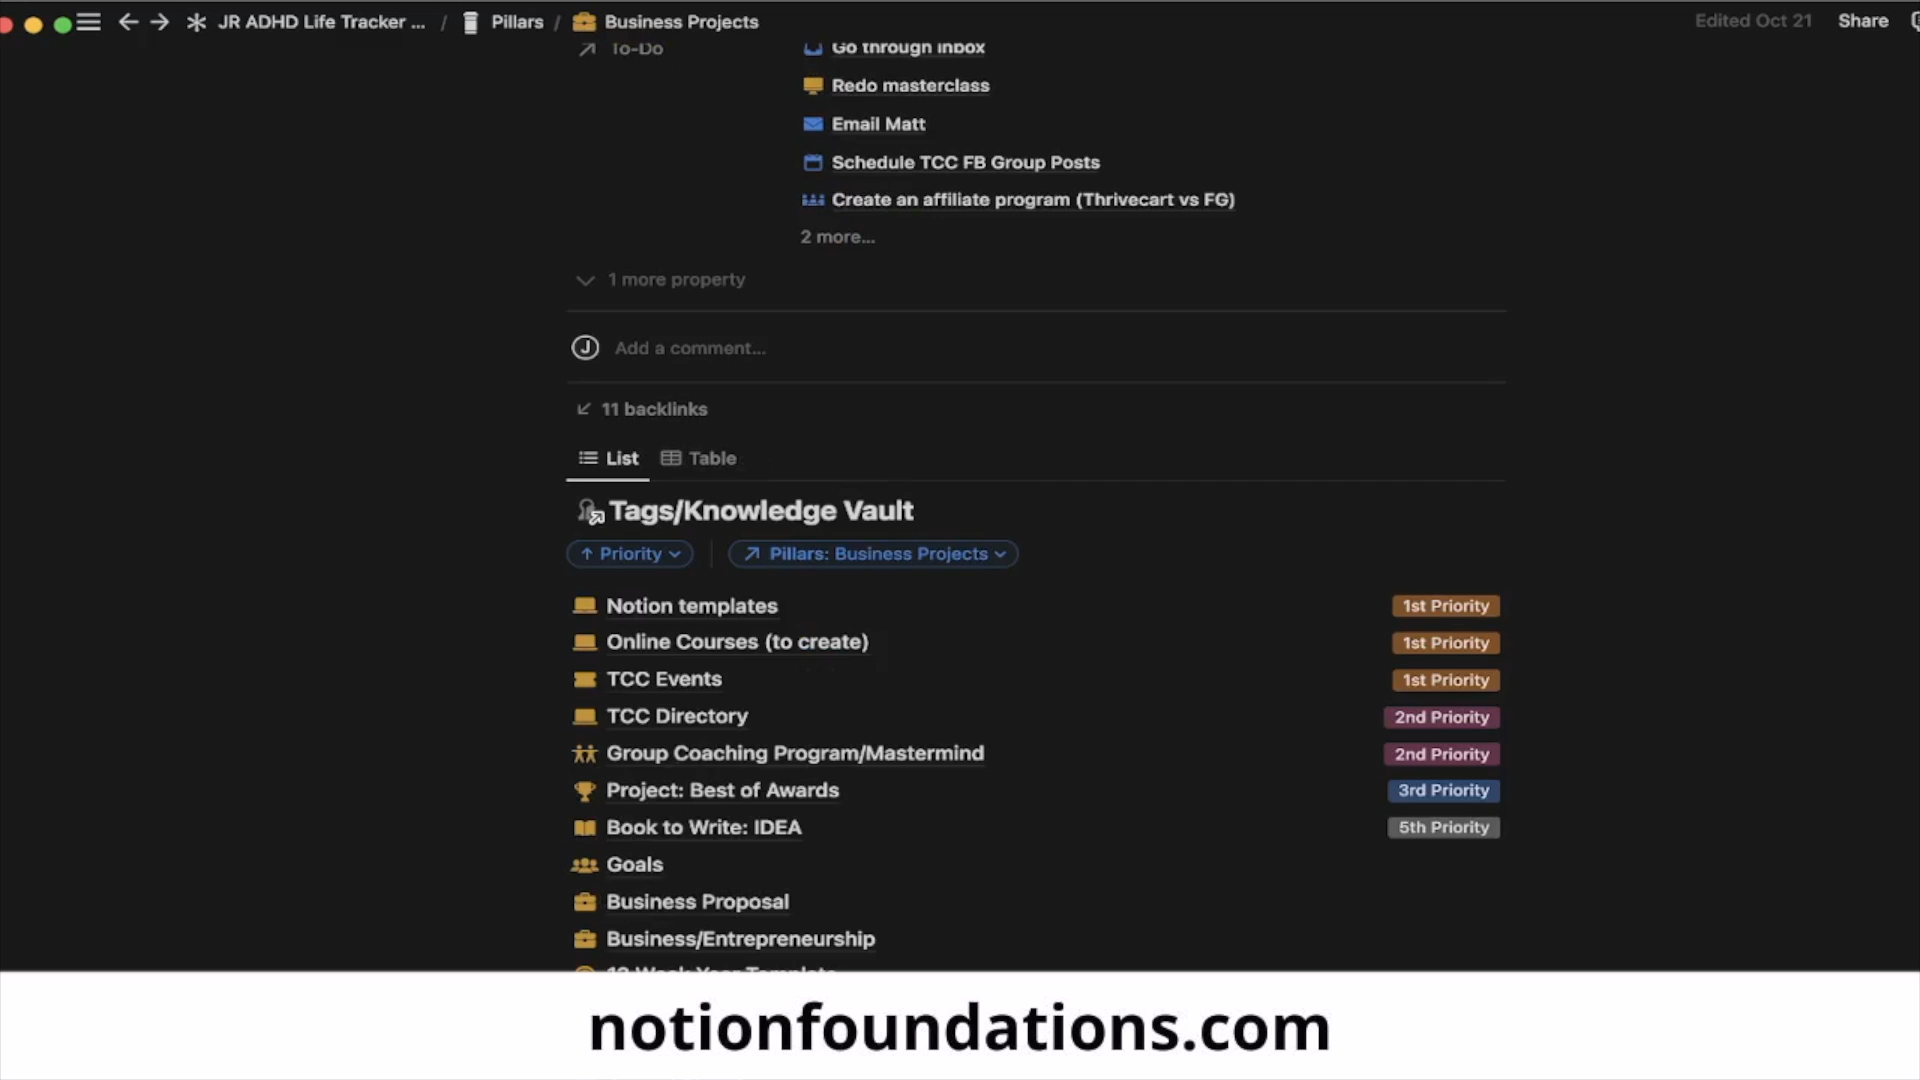 JR ADHD Life Tracker ... / Pillars / Business Projects
Edited Oct 21 Share
To-Do Go through inbox
Redo masterclass
Email Matt
Schedule TCC FB Group Posts
Create an affiliate program (Thrivecart vs FG)
2 more...
1 more property
J Add a comment...
11 backlinks
List Table
Tags/Knowledge Vault
Priority Pillars: Business Projects
Notion templates 1st Priority
Online Courses (to create) 1st Priority
TCC Events 1st Priority
TCC Directory 2nd Priority
Group Coaching Program/Mastermind 2nd Priority
Project: Best of Awards 3rd Priority
Book to Write: IDEA 5th Priority
Goals
Business Proposal
Business/Entrepreneurship
12 Week Year Template
notionfoundations.com